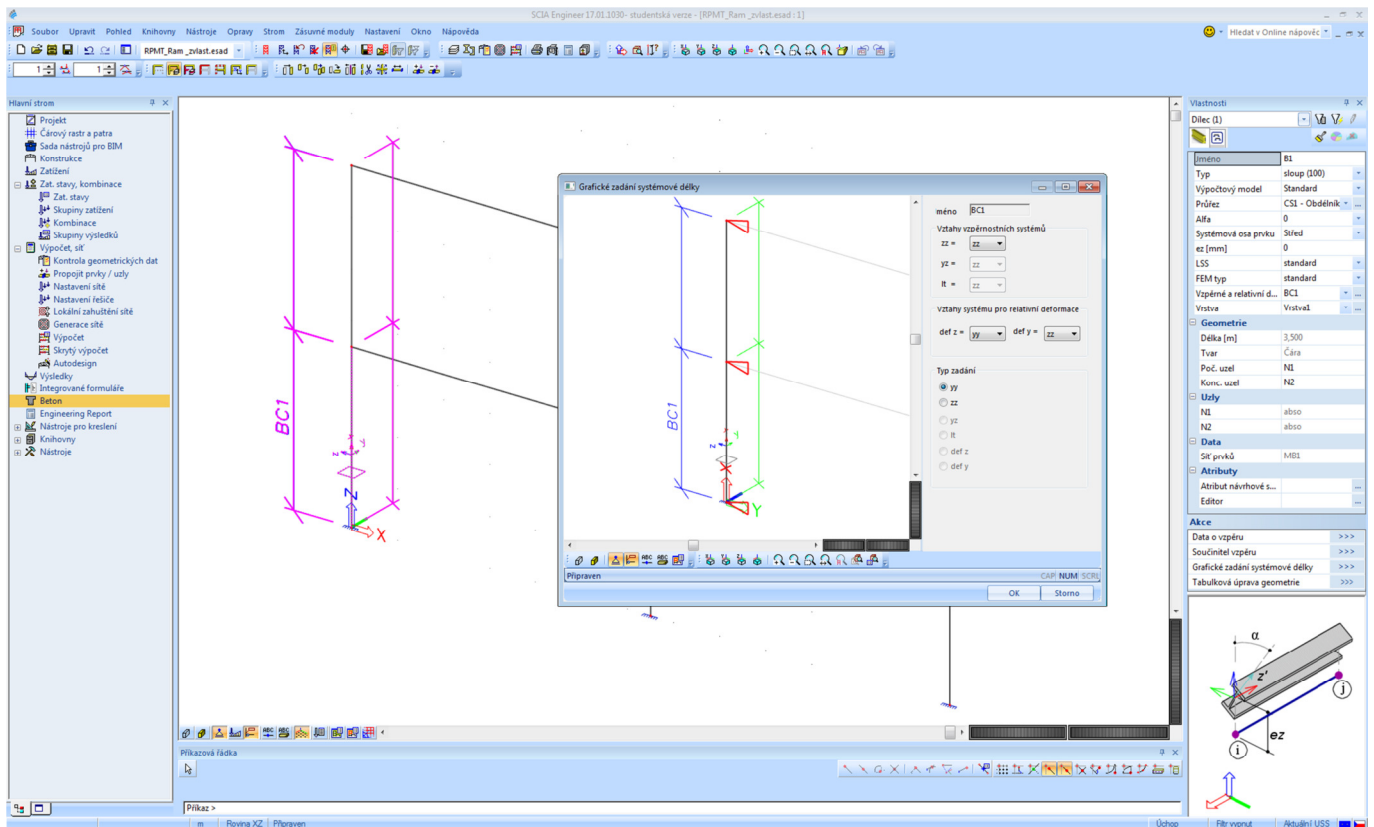 SCIA Engineer 17.01.1030- studentská verze - [RPMT_Ram _zvlast.esad : 1]
Soubor Upravit Pohled Knihovny Nástroje Úpravy Strom Zásuvné moduly Nastavení Okno Nápověda
Hledat v Online nápověc
RPMT_Ram _zvlast.esad
1 1
Hlavní strom
Projekt
Čárový rastr a patra
Sada nástrojů pro BIM
Konstrukce
Zatížení
Zat. stavy, kombinace
Zat. stavy
Skupiny zatížení
Kombinace
Skupiny výsledků
Výpočet, síť
Kontrola geometrických dat
Propojit prvky / uzly
Nastavení sítě
Nastavení řešiče
Lokální zahuštění sítě
Generace sítě
Výpočet
Skrytý výpočet
Autodesign
Výsledky
Integrované formuláře
Beton
Engineering Report
Nástroje pro kreslení
Knihovny
Nástroje
BC1
y
z
Z
X
Grafické zadání systémové délky
BC1
y
z
X
Y
méno BC1
Vztahy vzpěrnostních systémů
zz = zz
yz = zz
lt = zz
Vztahy systému pro relativní deformace
def z = yy def y = zz
Typ zadání
yy
zz
yz
lt
def z
def y
Připraven
CAP NUM SCRL
OK Storno
Vlastnosti
Dílec (1)
Jméno B1
Typ sloup (100)
Výpočtový model Standard
Průřez CS1 - Obdélník
Alfa 0
Systémová osa prvku Střed
ez [mm] 0
LSS standard
FEM typ standard
Vzpěrné a relativní d... BC1
Vrstva Vrstva1
Geometrie
Délka [m] 3,500
Tvar Čára
Poč. uzel N1
Konc. uzel N2
Uzly
N1 abso
N2 abso
Data
Síť prvků MB1
Atributy
Atribut návrhové s...
Editor
Akce
Data o vzpěru >>>
Součinitel vzpěru >>>
Grafické zadání systémové délky >>>
Tabulková úprava geometrie >>>
α
z'
j
ez
i
Příkazová řádka
Příkaz >
m Rovina XZ Připraven
Úchop Filtr vypnut Aktuální USS